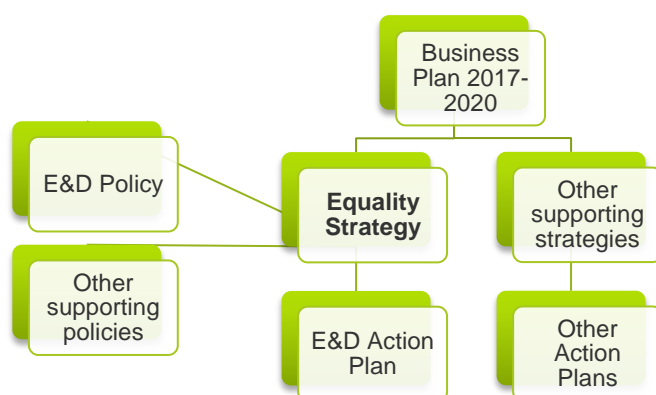 Business
Plan 2017-
2020
E&D Policy
Equality
Strategy
Other
supporting
strategies
Other
supporting
policies
E&D Action
Plan
Other
Action
Plans